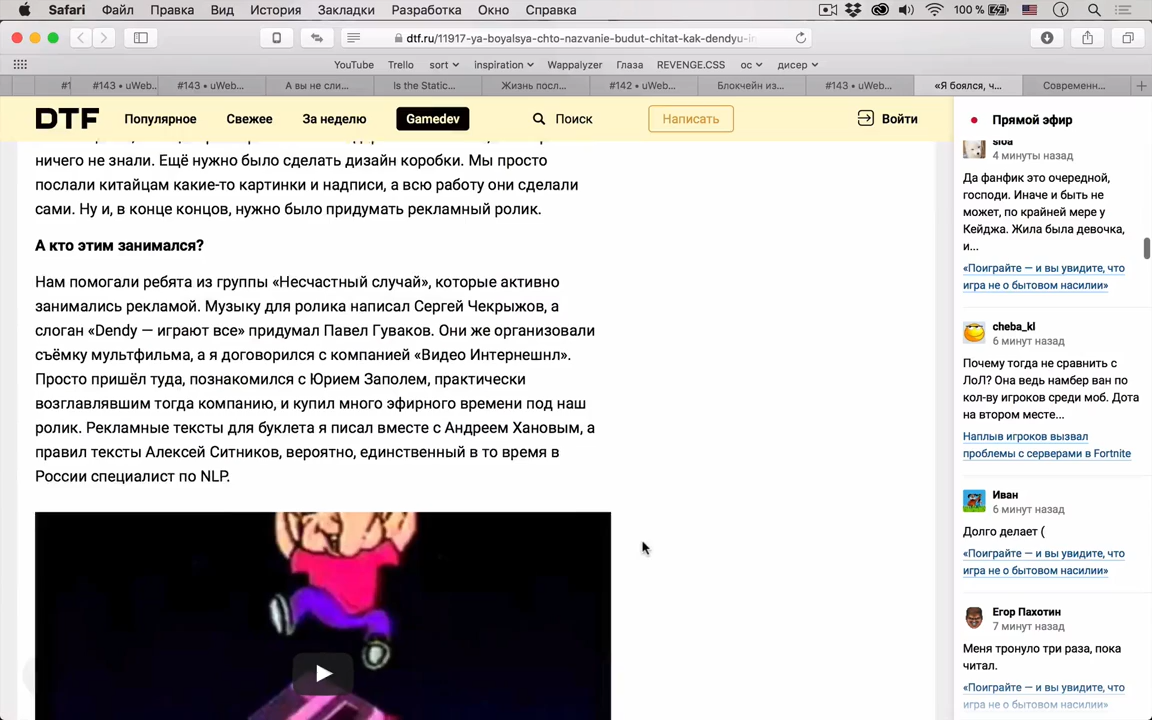 Safari Файл Правка Вид История Закладки Разработка Окно Справка 100 %
dtf.ru/11917-ya-boyalsya-chto-nazvanie-budut-chitat-kak-dendyu-i
YouTube Trello sort inspiration Wappalyzer Глаза REVENGE.CSS ос дисер
#1 #143 – uWeb.. #143 – uWeb... А вы не сли... Is the Static... Жизнь посл... #142 – uWeb... Блокчейн из... #143 – uWeb... «Я боялся, ч... Современн...
DTF Популярное Свежее За неделю Gamedev Поиск Написать Войти
ничего не знали. Ещё нужно было сделать дизайн коробки. Мы просто
послали китайцам какие-то картинки и надписи, а всю работу они сделали
сами. Ну и, в конце концов, нужно было придумать рекламный ролик.
А кто этим занимался?
Нам помогали ребята из группы «Несчастный случай», которые активно
занимались рекламой. Музыку для ролика написал Сергей Чекрыжов, а
слоган «Dendy — играют все» придумал Павел Гуваков. Они же организовали
съёмку мультфильма, а я договорился с компанией «Видео Интернешнл».
Просто пришёл туда, познакомился с Юрием Заполем, практически
возглавлявшим тогда компанию, и купил много эфирного времени под наш
ролик. Рекламные тексты для буклета я писал вместе с Андреем Хановым, а
правил тексты Алексей Ситников, вероятно, единственный в то время в
России специалист по NLP.
Прямой эфир
sloa
4 минуты назад
Да фанфик это очередной,
господи. Иначе и быть не
может, по крайней мере у
Кейджа. Жила была девочка,
и...
«Поиграйте — и вы увидите, что
игра не о бытовом насилии»
cheba_kl
6 минут назад
Почему тогда не сравнить с
ЛоЛ? Она ведь намбер ван по
кол-ву игроков среди моб. Дота
на втором месте...
Наплыв игроков вызвал
проблемы с серверами в Fortnite
Иван
6 минут назад
Долго делает (
«Поиграйте — и вы увидите, что
игра не о бытовом насилии»
Егор Пахотин
7 минут назад
Меня тронуло три раза, пока
читал.
«Поиграйте — и вы увидите, что
игра не о бытовом насилии»